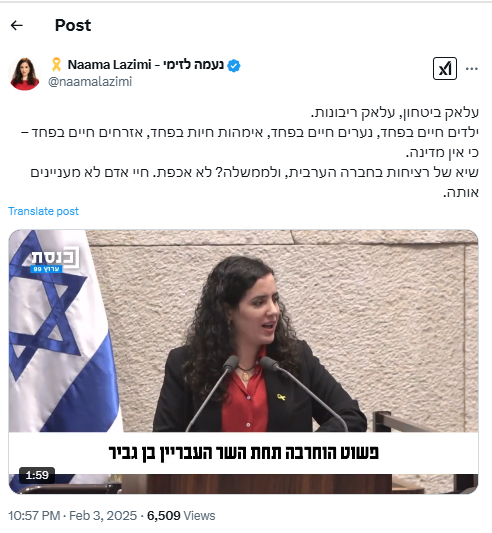 Post
🎗️ Naama Lazimi - נעמה לזימי
@naamalazimi
עלאק ביטחון, עלאק ריבונות.
ילדים חיים בפחד, נערים חיים בפחד, אימהות חיות בפחד, אזרחים חיים בפחד –
כי אין מדינה.
שיא של רציחות בחברה הערבית, ולממשלה? לא אכפת. חיי אדם לא מעניינים
אותה.
Translate post
כנסת
ערוץ 99
פשוט הוחרבה תחת השר העבריין בן גביר
1:59
10:57 PM · Feb 3, 2025 · 6,509 Views